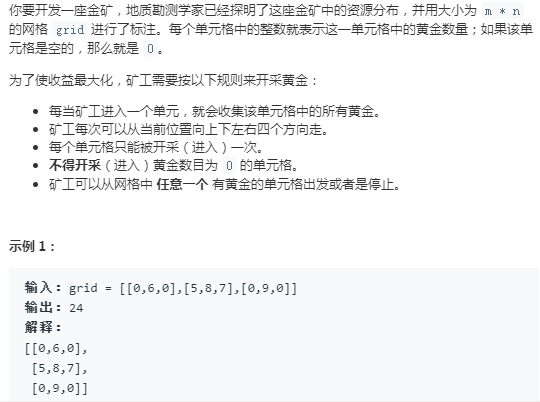 你要开发一座金矿，地质勘测学家已经探明了这座金矿中的资源分布，并用大小为 m * n
的网格 grid 进行了标注。每个单元格中的整数就表示这一单元格中的黄金数量；如果该单
元格是空的，那么就是 0。
为了使收益最大化，矿工需要按以下规则来开采黄金：
• 每当矿工进入一个单元，就会收集该单元格中的所有黄金。
• 矿工每次可以从当前位置向上下左右四个方向走。
• 每个单元格只能被开采（进入）一次。
• 不得开采（进入）黄金数目为 0 的单元格。
• 矿工可以从网格中 任意一个 有黄金的单元格出发或者是停止。
示例 1：
输入：grid = [[0,6,0],[5,8,7],[0,9,0]]
输出：24
解释：
[[0,6,0],
[5,8,7],
[0,9,0]]